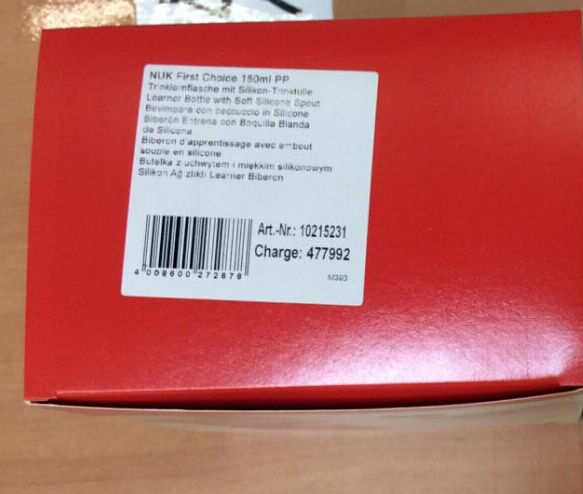 NUK First Choice 150ml PP
Trinklernflasche mit Silikon-Trinktülle
Learner Bottle with Soft Silicone Spout
Bevimpare con beccuccio in Silicone
Biberón Entrena con Boquilla Blanda
de Silicona
Biberon d'apprentissage avec embout
souple en silicone
Butelka z uchwytem i miękkim silikonowym
Silikon Ağızlıklı Learner Biberon
Art.-Nr.: 10215231
Charge: 477992
4 008600 272878
M393